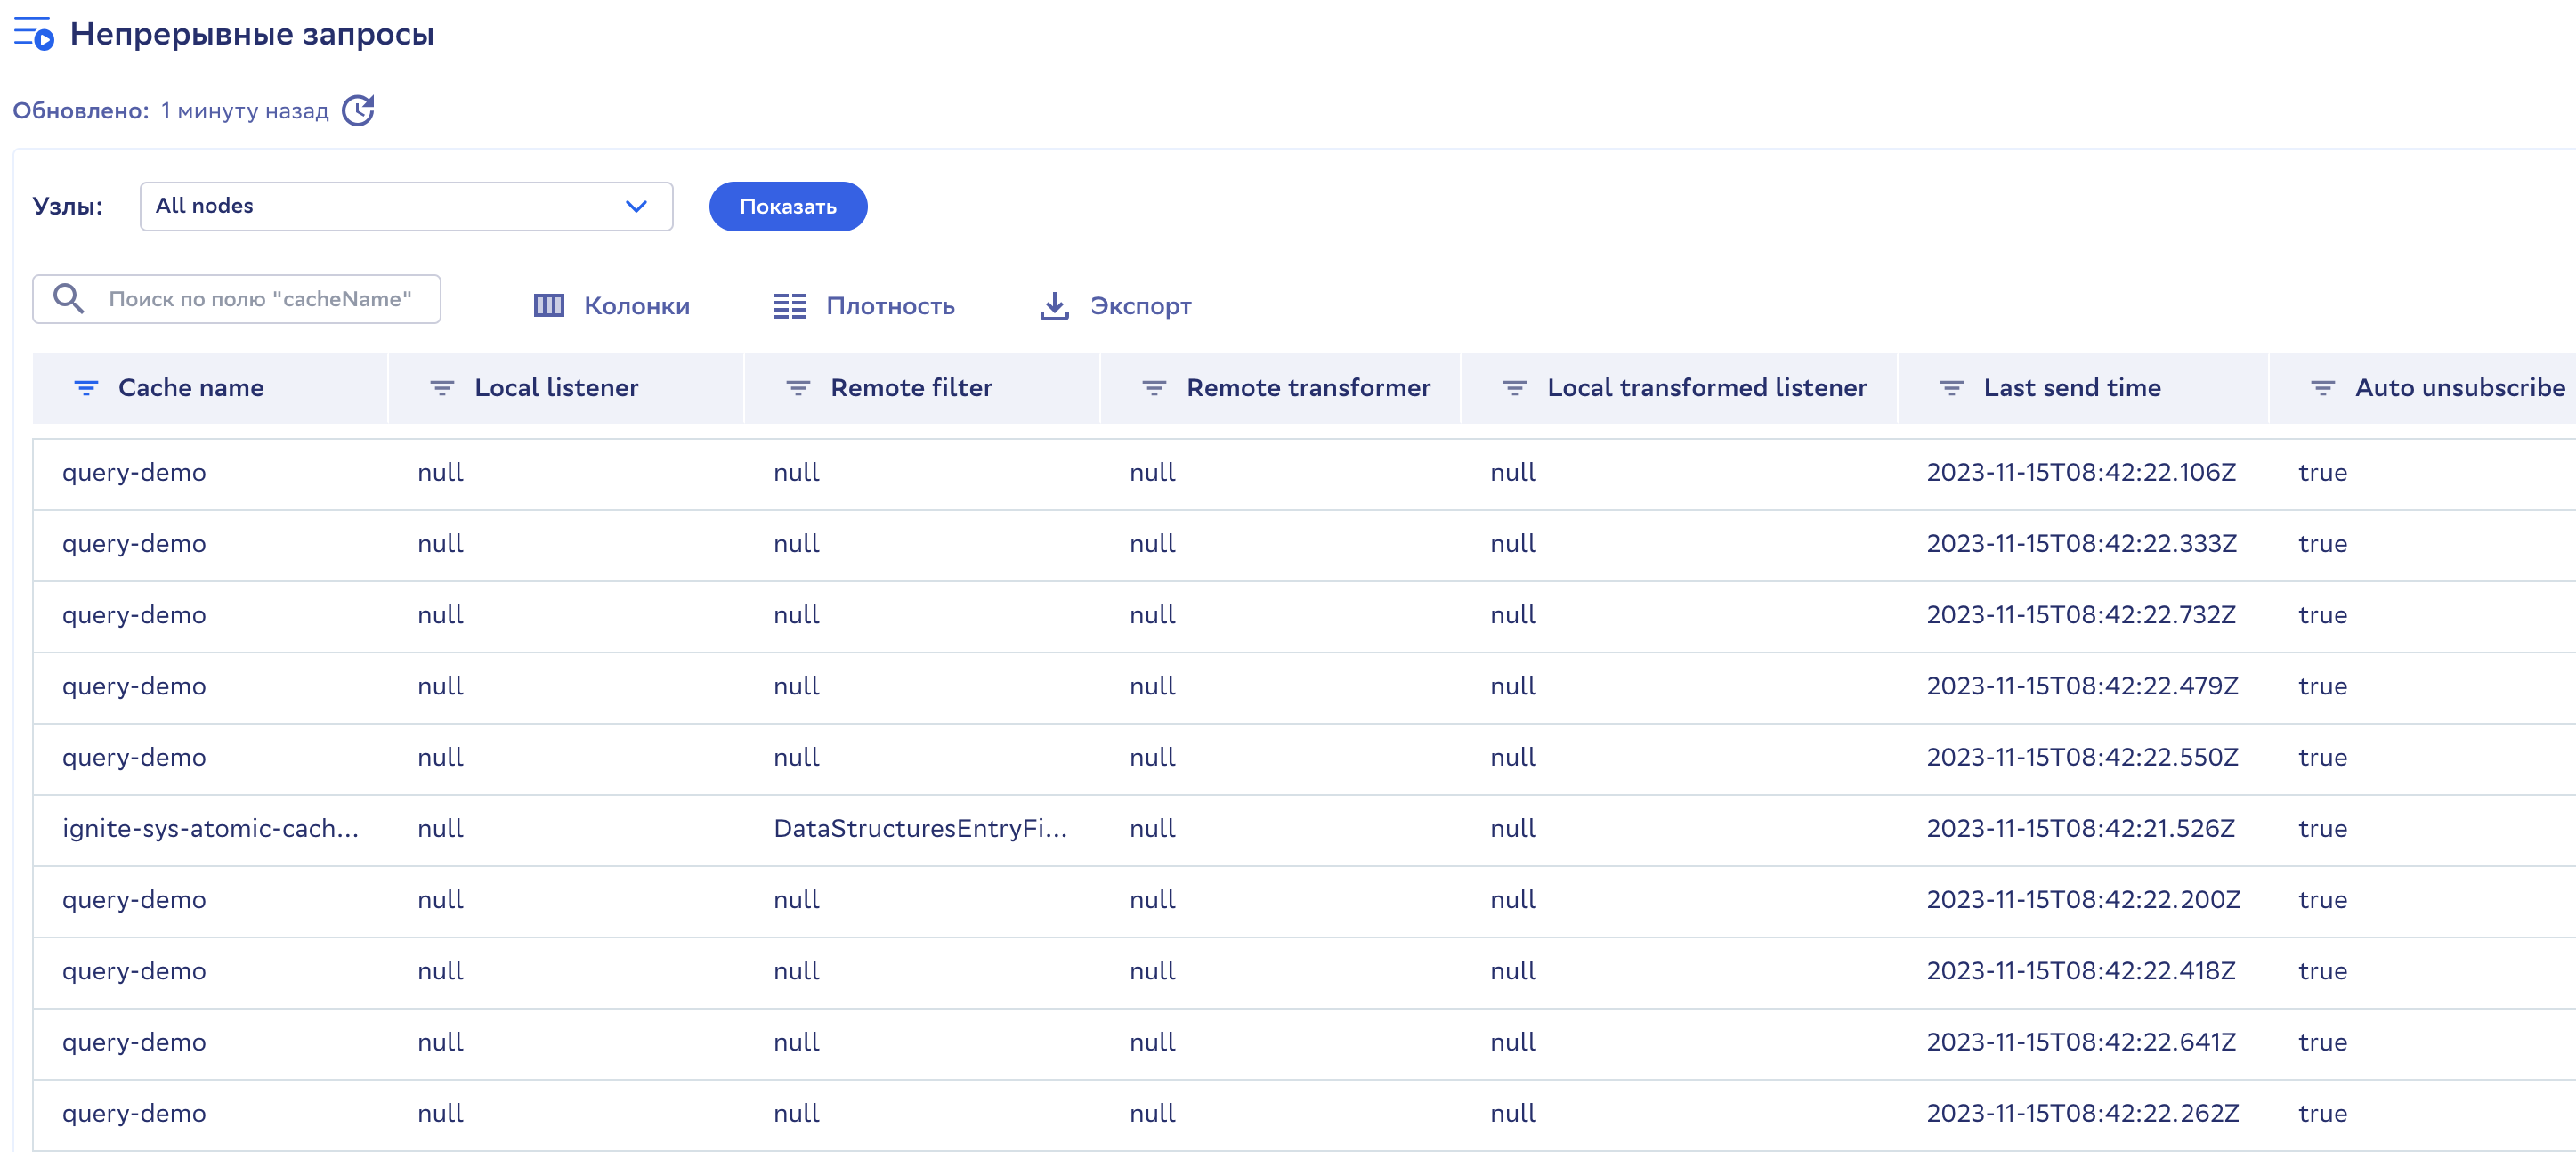 Непрерывные запросы
Обновлено: 1 минуту назад
Узлы: All nodes Показать
Поиск по полю "cacheName" Колонки Плотность Экспорт
Cache name Local listener Remote filter Remote transformer Local transformed listener Last send time Auto unsubscribe
query-demo null null null null 2023-11-15T08:42:22.106Z true
query-demo null null null null 2023-11-15T08:42:22.333Z true
query-demo null null null null 2023-11-15T08:42:22.732Z true
query-demo null null null null 2023-11-15T08:42:22.479Z true
query-demo null null null null 2023-11-15T08:42:22.550Z true
ignite-sys-atomic-cach... null DataStructuresEntryFi... null null 2023-11-15T08:42:21.526Z true
query-demo null null null null 2023-11-15T08:42:22.200Z true
query-demo null null null null 2023-11-15T08:42:22.418Z true
query-demo null null null null 2023-11-15T08:42:22.641Z true
query-demo null null null null 2023-11-15T08:42:22.262Z true